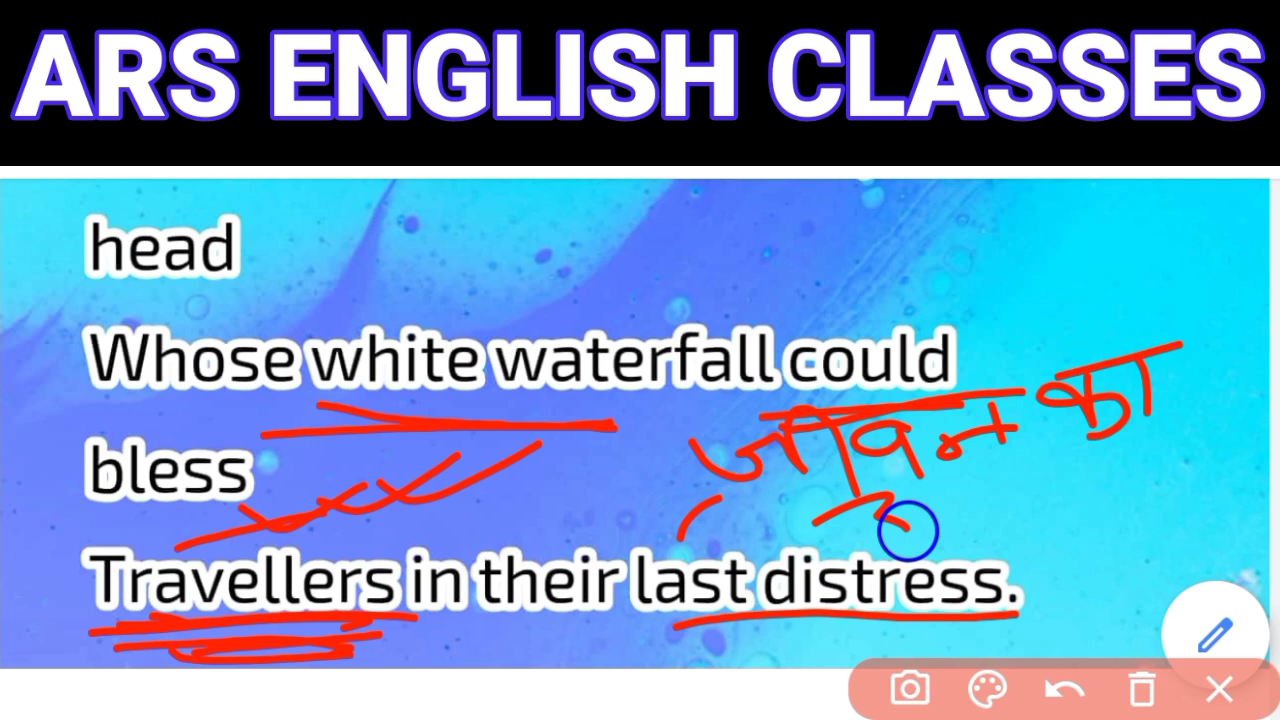 ARS ENGLISH CLASSES
head
Whose white waterfall could
जीवन का
bless
Travellers in their last distress.